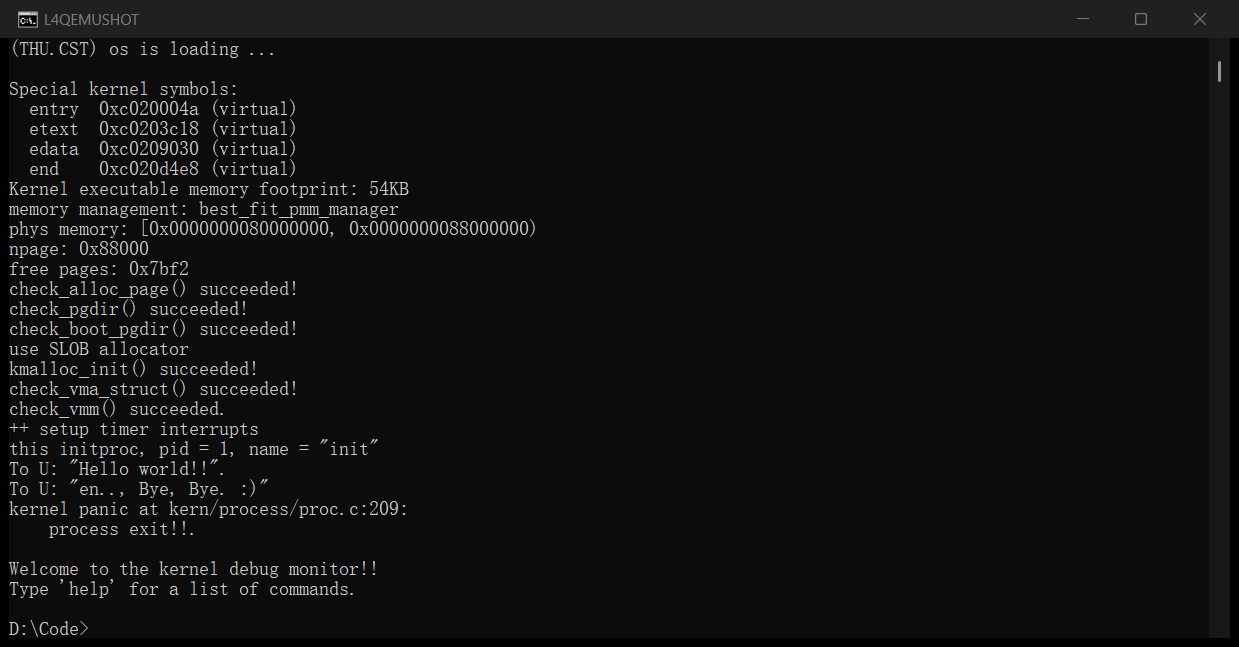 L4QEMUSHOT
(THU.CST) os is loading ...
Special kernel symbols:
entry 0xc020004a (virtual)
etext 0xc0203c18 (virtual)
edata 0xc0209030 (virtual)
end 0xc020d4e8 (virtual)
Kernel executable memory footprint: 54KB
memory management: best_fit_pmm_manager
phys memory: [0x0000000080000000, 0x0000000088000000)
npage: 0x88000
free pages: 0x7bf2
check_alloc_page() succeeded!
check_pgdir() succeeded!
check_boot_pgdir() succeeded!
use SLOB allocator
kmalloc_init() succeeded!
check_vma_struct() succeeded!
check_vmm() succeeded.
++ setup timer interrupts
this initproc, pid = 1, name = "init"
To U: "Hello world!!".
To U: "en.., Bye, Bye. :)"
kernel panic at kern/process/proc.c:209:
process exit!!.
Welcome to the kernel debug monitor!!
Type 'help' for a list of commands.
D:\Code>